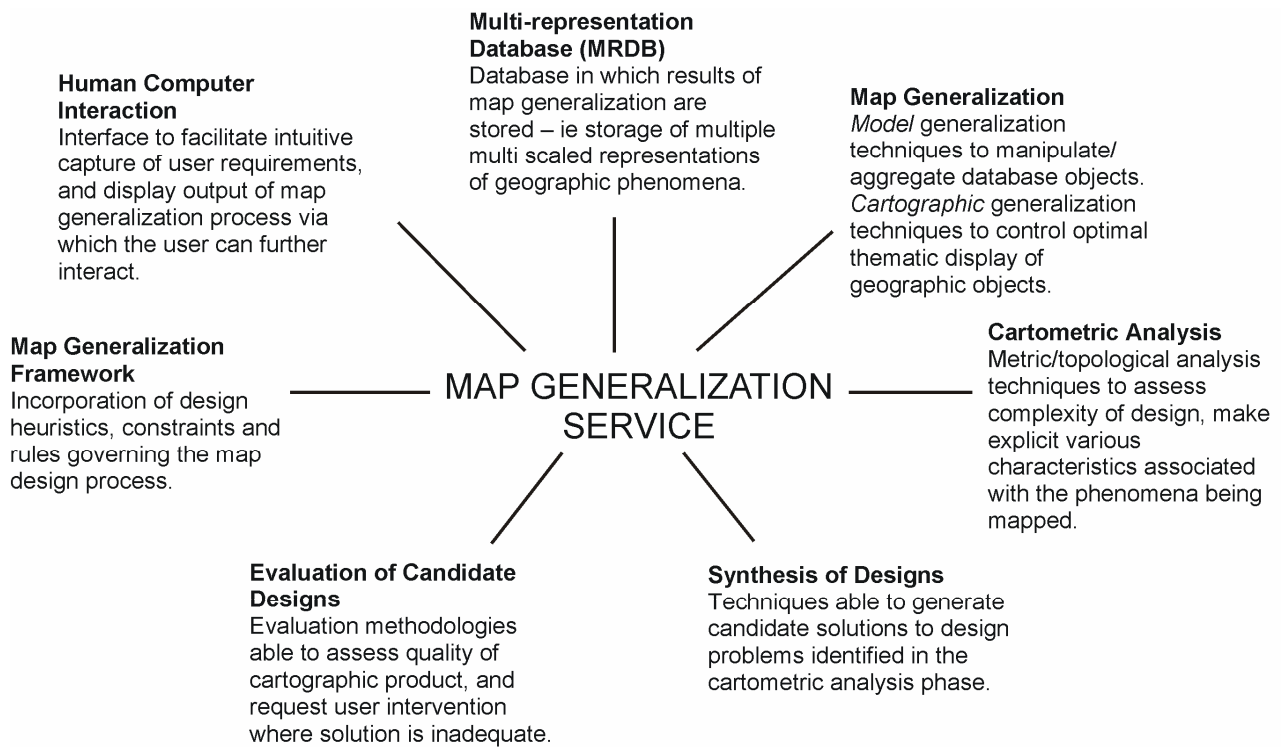 Multi-representation
Database (MRDB)
Database in which results of
map generalization are
stored – ie storage of multiple
multi scaled representations
of geographic phenomena.
Human Computer
Interaction
Interface to facilitate intuitive
capture of user requirements,
and display output of map
generalization process via
which the user can further
interact.
Map Generalization
Model generalization
techniques to manipulate/
aggregate database objects.
Cartographic generalization
techniques to control optimal
thematic display of
geographic objects.
Map Generalization
Framework
Incorporation of design
heuristics, constraints and
rules governing the map
design process.
MAP GENERALIZATION
SERVICE
Cartometric Analysis
Metric/topological analysis
techniques to assess
complexity of design, make
explicit various
characteristics associated
with the phenomena being
mapped.
Evaluation of Candidate
Designs
Evaluation methodologies
able to assess quality of
cartographic product, and
request user intervention
where solution is inadequate.
Synthesis of Designs
Techniques able to generate
candidate solutions to design
problems identified in the
cartometric analysis phase.